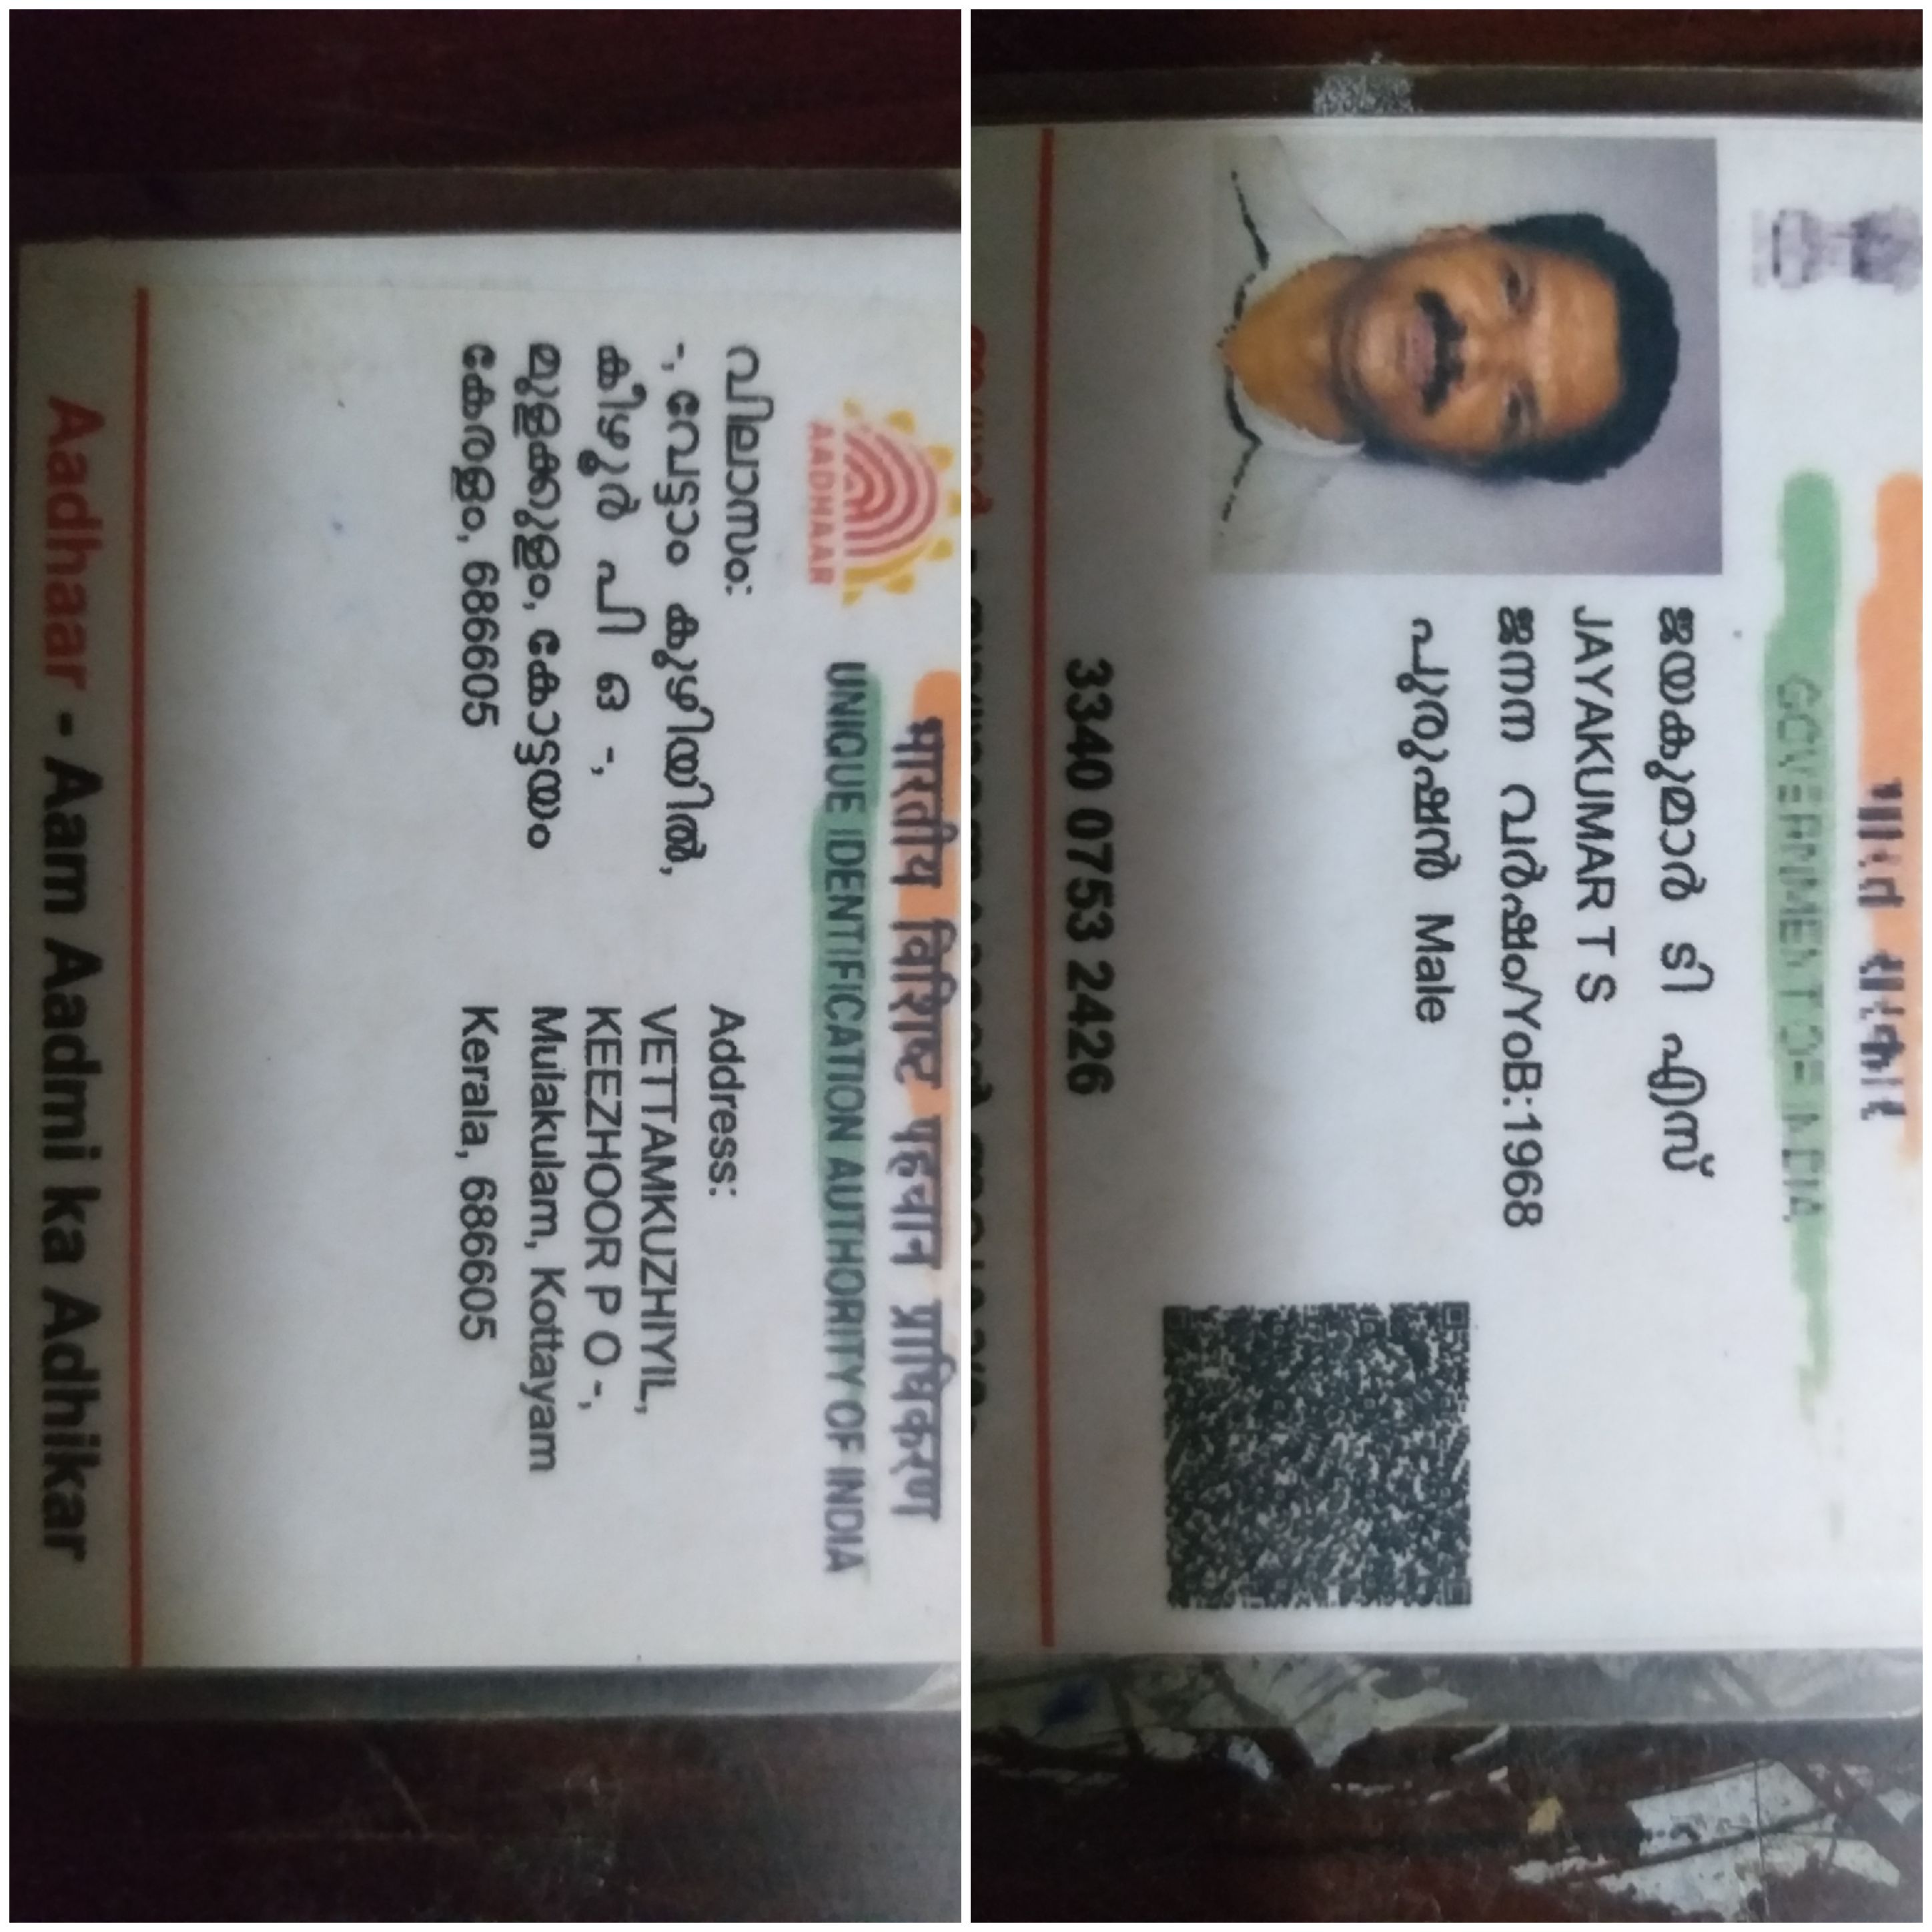 भारतीय विशिष्ट पहचान प्राधिकरण
UNIQUE IDENTIFICATION AUTHORITY OF INDIA
AADHAAR
വിലാസം:
-, വേട്ടാം കുഴിയിൽ,
കീഴൂർ പി ഒ -,
മുളക്കുളം, കോട്ടയം
കേരളം, 686605
Address:
VETTAMKUZHIYIL,
KEEZHOOR P O -,
Mulakulam, Kottayam
Kerala, 686605
Aadhaar - Aam Aadmi ka Adhikar
भारत सरकार
GOVERNMENT OF INDIA
ജയകുമാർ ടി എസ്
JAYAKUMAR T S
ജനന വർഷം/YoB:1968
പുരുഷൻ Male
3340 0753 2426